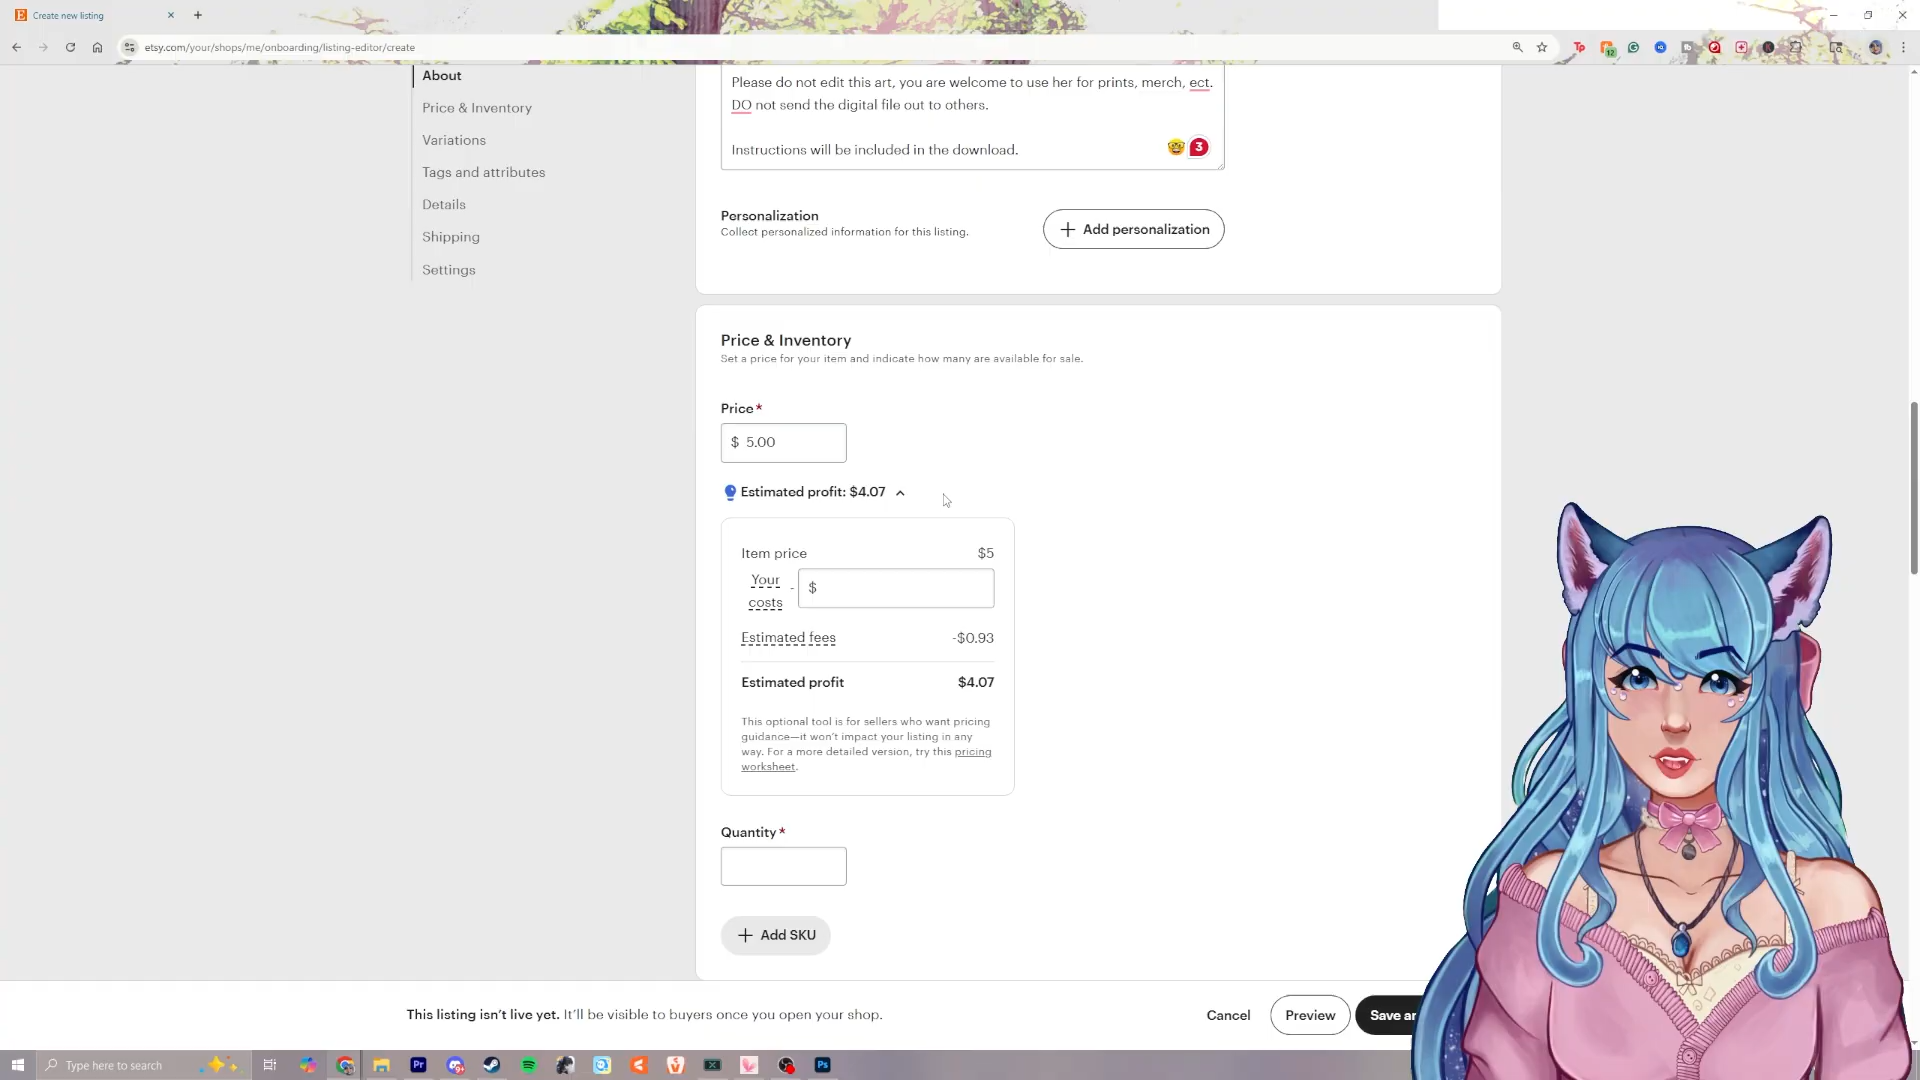 Create new listing
etsy.com/your/shops/me/onboarding/listing-editor/create
12
About
Price & Inventory
Variations
Tags and attributes
Details
Shipping
Settings
Please do not edit this art, you are welcome to use her for prints, merch, ect.
DO not send the digital file out to others.
Instructions will be included in the download.
3
Personalization
Collect personalized information for this listing.
Add personalization
Price & Inventory
Set a price for your item and indicate how many are available for sale.
Price*
$ 5.00
Estimated profit: $4.07
Item price $5
Your costs - $
Estimated fees -$0.93
Estimated profit $4.07
This optional tool is for sellers who want pricing
guidance—it won't impact your listing in any
way. For a more detailed version, try this pricing
worksheet.
Quantity*
Add SKU
This listing isn't live yet. It'll be visible to buyers once you open your shop.
Cancel
Preview
Save
Type here to search
Pr
Ps